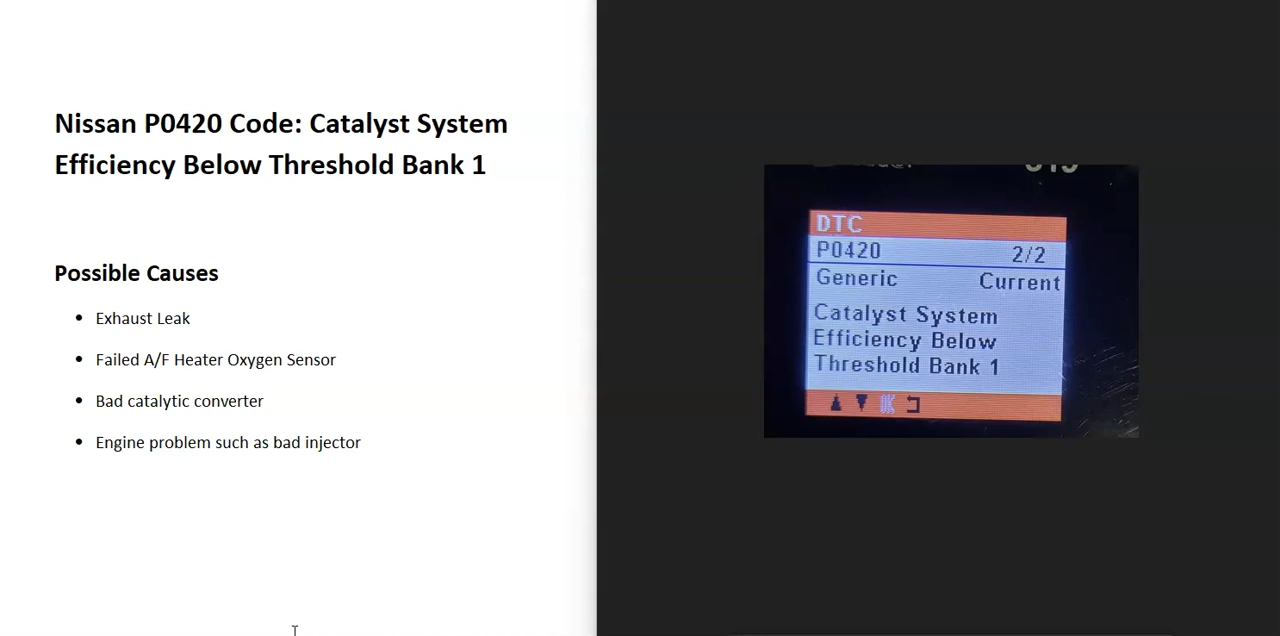 Nissan P0420 Code: Catalyst System
Efficiency Below Threshold Bank 1
Possible Causes
• Exhaust Leak
• Failed A/F Heater Oxygen Sensor
• Bad catalytic converter
• Engine problem such as bad injector
DTC
P0420 2/2
Generic Current
Catalyst System
Efficiency Below
Threshold Bank 1
OK